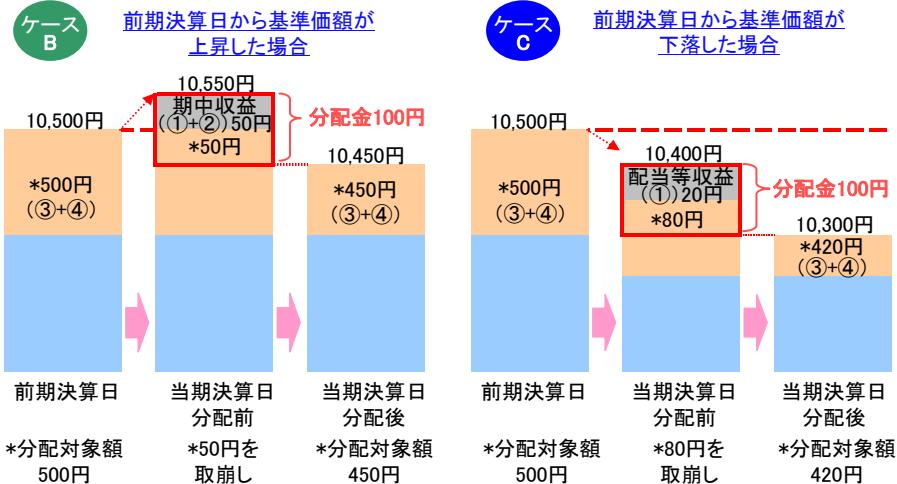 ケース
B
前期決算日から基準価額が
上昇した場合
10,500円
10,550円
期中収益
(①+②)50円
*50円
分配金100円
10,450円
*500円
(③+④)
*450円
(③+④)
前期決算日
当期決算日
分配前
当期決算日
分配後
*分配対象額
500円
*50円を
取崩し
*分配対象額
450円
ケース
C
前期決算日から基準価額が
下落した場合
10,500円
10,400円
配当等収益
(①)20円
*80円
分配金100円
10,300円
*500円
(③+④)
*420円
(③+④)
前期決算日
当期決算日
分配前
当期決算日
分配後
*分配対象額
500円
*80円を
取崩し
*分配対象額
420円